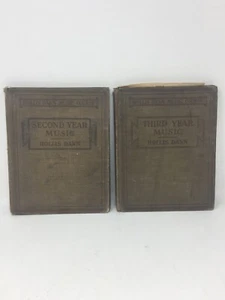 SECOND YEAR
MUSIC
HOLLIS DANN
THIRD YEAR
MUSIC
HOLLIS DANN